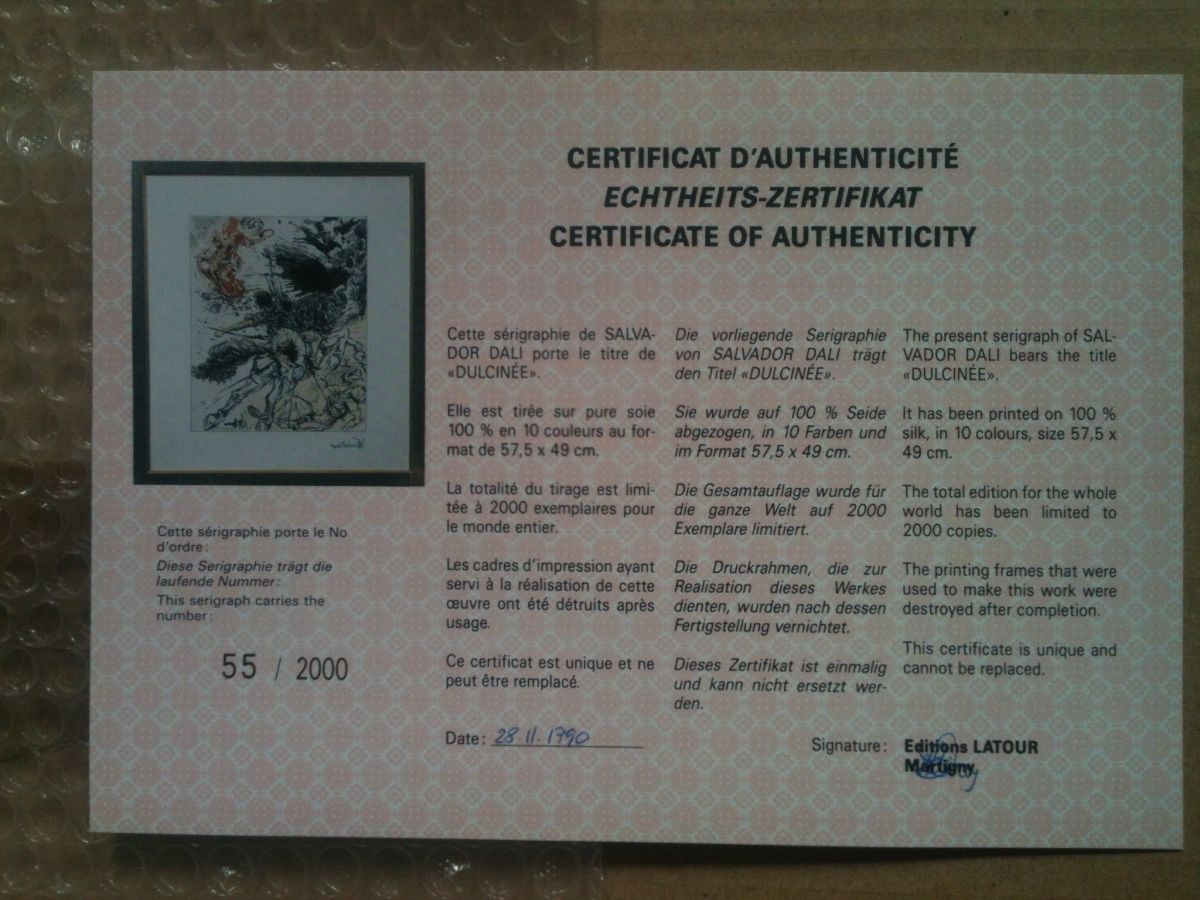 CERTIFICAT D'AUTHENTICITÉ
ECHTHEITS-ZERTIFIKAT
CERTIFICATE OF AUTHENTICITY
Cette sérigraphie de SALVA-
DOR DALI porte le titre de
«DULCINÉE».
Elle est tirée sur pure soie
100 % en 10 couleurs au for-
mat de 57,5 x 49 cm.
La totalité du tirage est limi-
tée à 2000 exemplaires pour
le monde entier.
Les cadres d'impression ayant
servi à la réalisation de cette
œuvre ont été détruits après
usage.
Ce certificat est unique et ne
peut être remplacé.
Die vorliegende Serigraphie
von SALVADOR DALI trägt
den Titel «DULCINÉE».
Sie wurde auf 100 % Seide
abgezogen, in 10 Farben und
im Format 57,5 x 49 cm.
Die Gesamtauflage wurde für
die ganze Welt auf 2000
Exemplare limitiert.
Die Druckrahmen, die zur
Realisation dieses Werkes
dienten, wurden nach dessen
Fertigstellung vernichtet.
Dieses Zertifikat ist einmalig
und kann nicht ersetzt wer-
den.
The present serigraph of SAL-
VADOR DALI bears the title
«DULCINÉE».
It has been printed on 100 %
silk, in 10 colours, size 57,5 x
49 cm.
The total edition for the whole
world has been limited to
2000 copies.
The printing frames that were
used to make this work were
destroyed after completion.
This certificate is unique and
cannot be replaced.
Cette sérigraphie porte le No
d'ordre:
Diese Serigraphie trägt die
laufende Nummer:
This serigraph carries the
number:
55 / 2000
Date: 28.11.1990
Signature: Editions LATOUR
Martigny